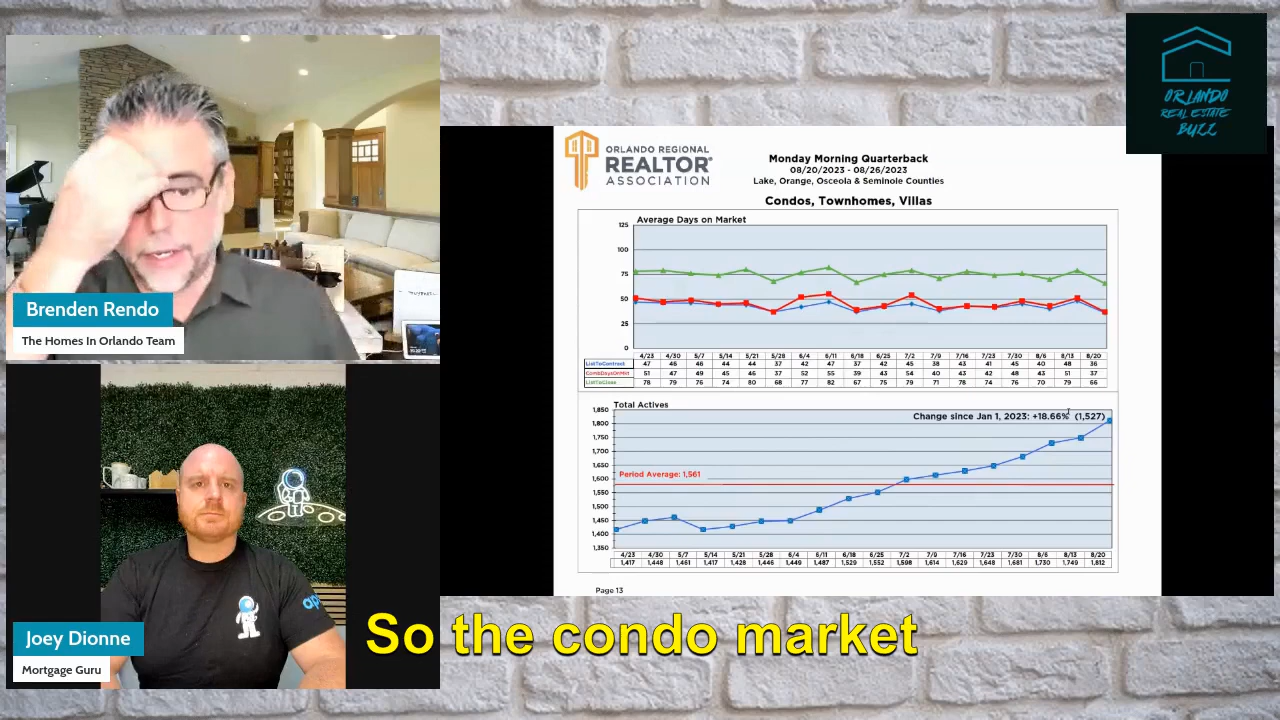 ORLANDO
REAL ESTATE
BUZZ
ORLANDO REGIONAL
REALTOR®
ASSOCIATION
Monday Morning Quarterback
08/20/2023 - 08/26/2023
Lake, Orange, Osceola & Seminole Counties
Condos, Townhomes, Villas
Average Days on Market
125
100
75
50
25
0
4/23 4/30 5/7 5/14 5/21 5/28 6/4 6/11 6/18 6/25 7/2 7/9 7/16 7/23 7/30 8/6 8/13 8/20
ListToContract 47 46 46 44 44 37 42 47 37 42 45 38 43 41 45 40 48 36
CombDaysOnMkt 51 47 49 45 46 37 52 55 39 43 54 40 43 42 48 43 51 37
ListToClose 78 79 76 74 80 68 77 82 67 75 79 71 78 74 76 70 79 66
Total Actives
Change since Jan 1, 2023: +18.66% (1,527)
1,850
1,800
1,750
1,700
1,650
1,600
1,550
1,500
1,450
1,400
1,350
Period Average: 1,561
4/23 4/30 5/7 5/14 5/21 5/28 6/4 6/11 6/18 6/25 7/2 7/9 7/16 7/23 7/30 8/6 8/13 8/20
1,417 1,448 1,461 1,417 1,428 1,446 1,449 1,487 1,529 1,552 1,598 1,614 1,629 1,648 1,681 1,730 1,749 1,812
Page 13
Brenden Rendo
The Homes In Orlando Team
Joey Dionne
Mortgage Guru
So the condo market